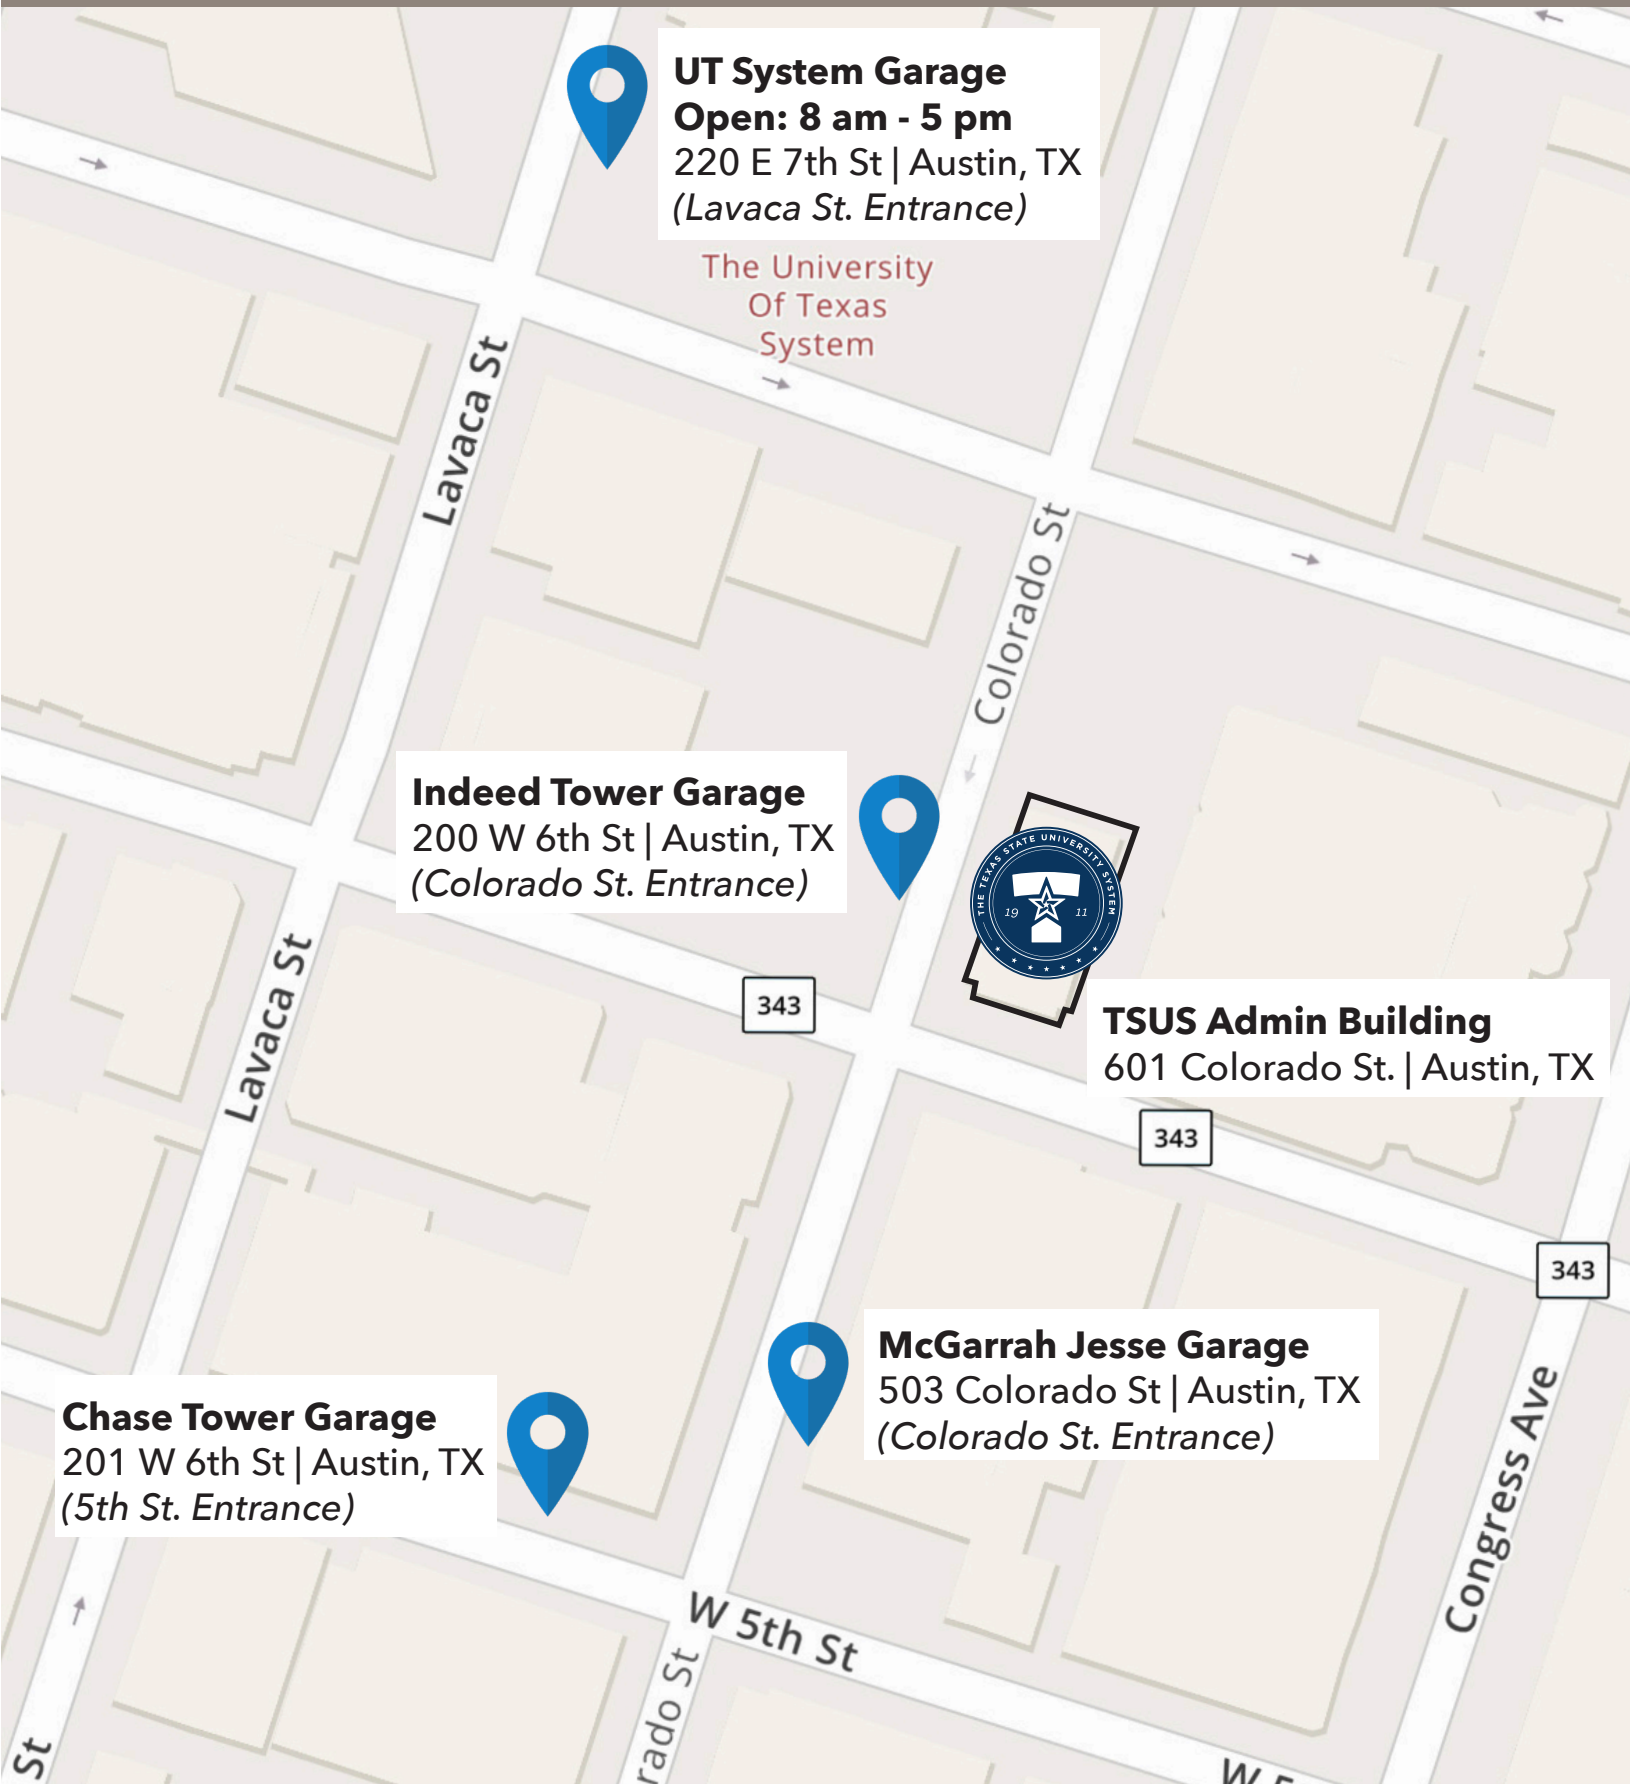 UT System Garage
Open: 8 am - 5 pm
220 E 7th St | Austin, TX
(Lavaca St. Entrance)
The University
Of Texas
System
Lavaca St
Colorado St
Indeed Tower Garage
200 W 6th St | Austin, TX
(Colorado St. Entrance)
THE TEXAS STATE UNIVERSITY SYSTEM
19 11
343
TSUS Admin Building
601 Colorado St. | Austin, TX
Lavaca St
343
343
McGarrah Jesse Garage
503 Colorado St | Austin, TX
(Colorado St. Entrance)
Chase Tower Garage
201 W 6th St | Austin, TX
(5th St. Entrance)
Congress Ave
W 5th St
rado St
St
W 5